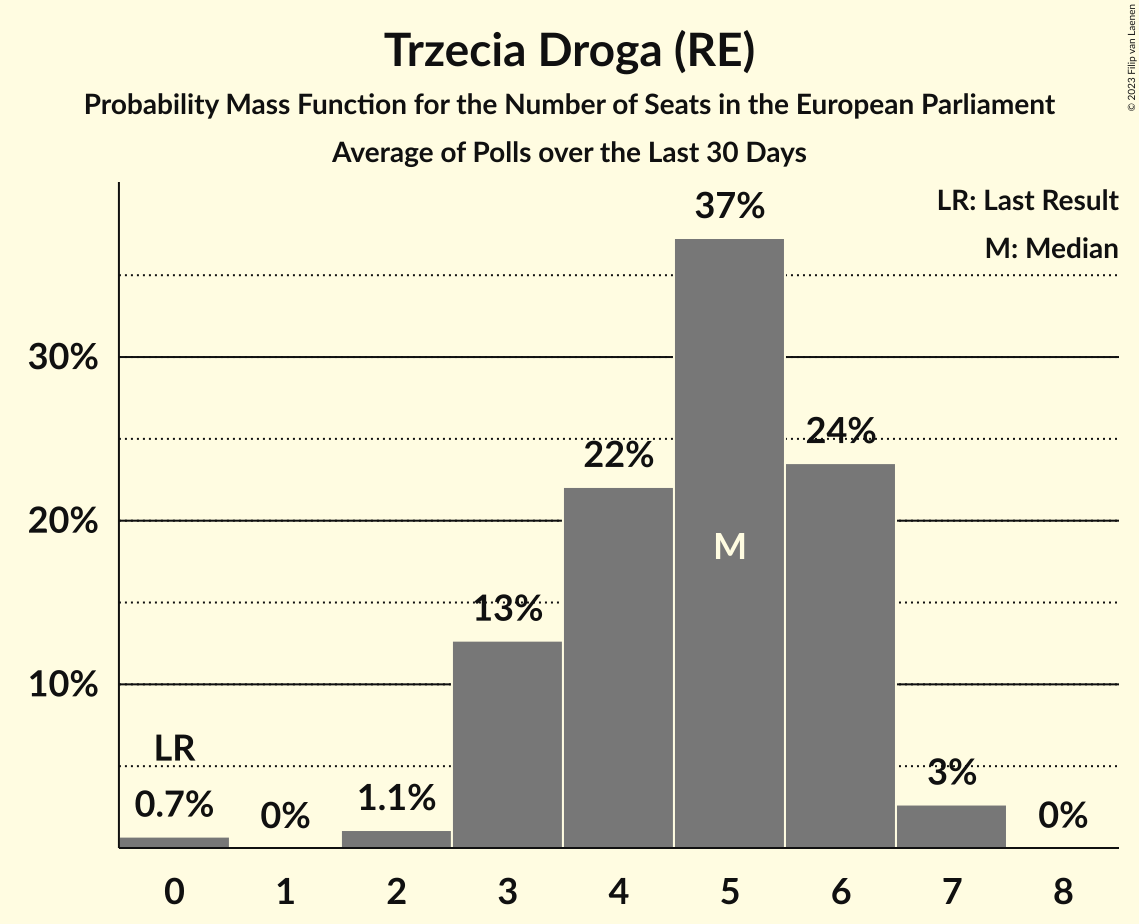 Trzecia Droga (RE)
Probability Mass Function for the Number of Seats in the European Parliament
Average of Polls over the Last 30 Days
© 2023 Filip van Laenen
LR: Last Result
M: Median
37%
30%
24%
22%
20%
M
13%
10%
LR
0.7%
0%
1.1%
3%
0%
0 1 2 3 4 5 6 7 8